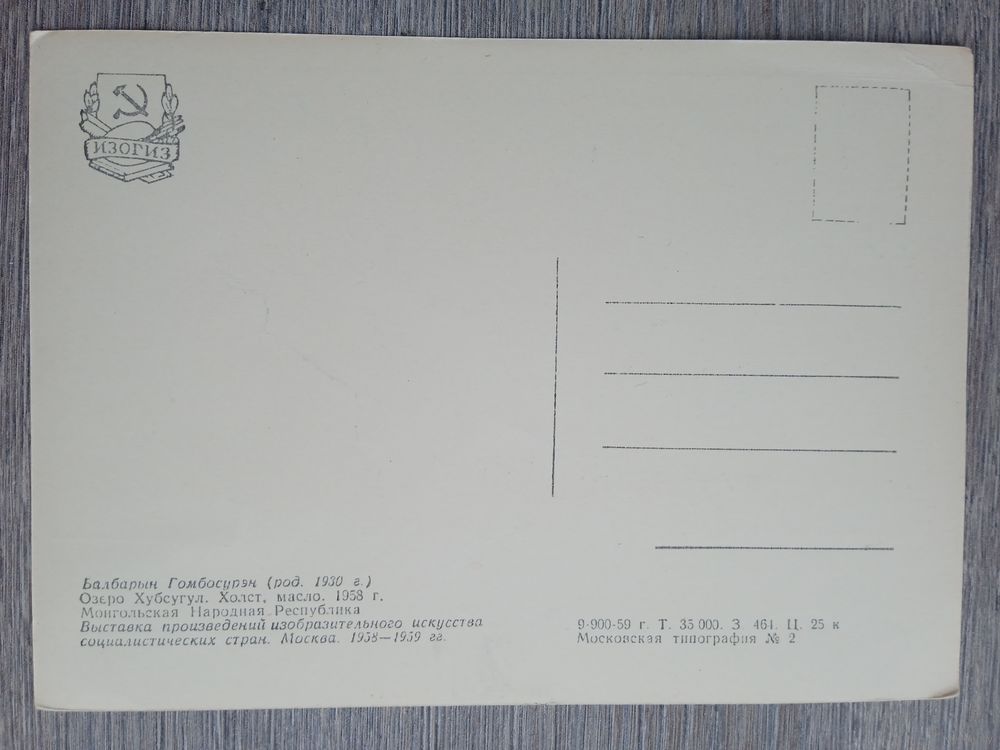 ИЗОГИЗ
Балбарын Гомбосурэн (род. 1930 г.)
Озеро Хубсугул. Холст, масло. 1958 г.
Монгольская Народная Республика
Выставка произведений изобразительного искусства
социалистических стран. Москва. 1958—1959 гг.
9-900-59 г. Т. 35 000. З 464. Ц. 25 к
Московская типография № 2